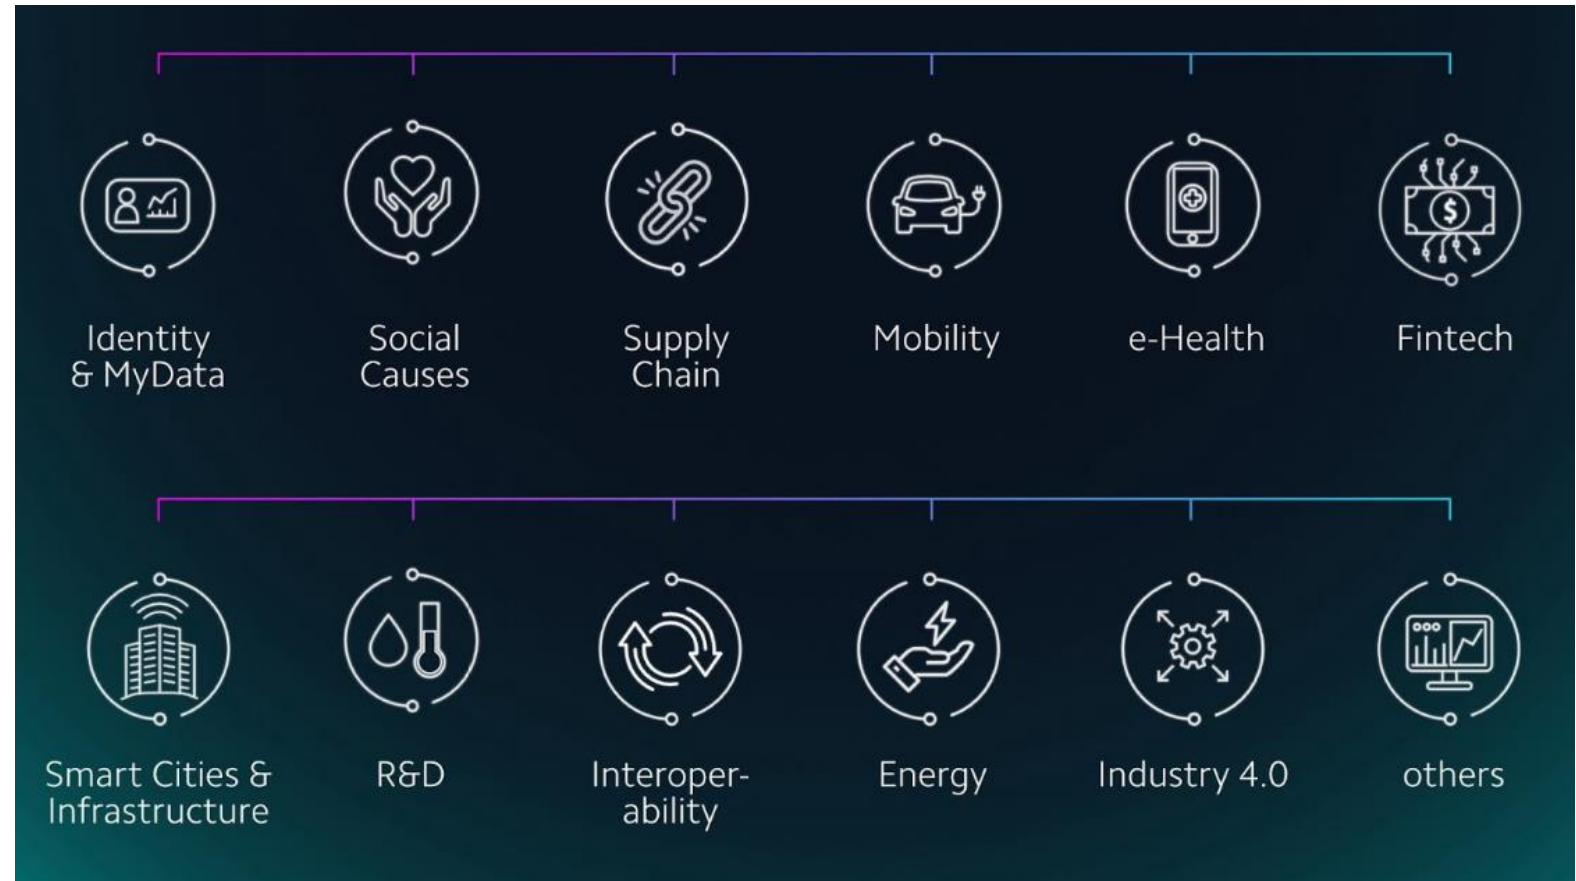 Identity
& MyData
Social
Causes
Supply
Chain
Mobility
e-Health
Fintech
Smart Cities &
Infrastructure
R&D
Interoper-
ability
Energy
Industry 4.0
others